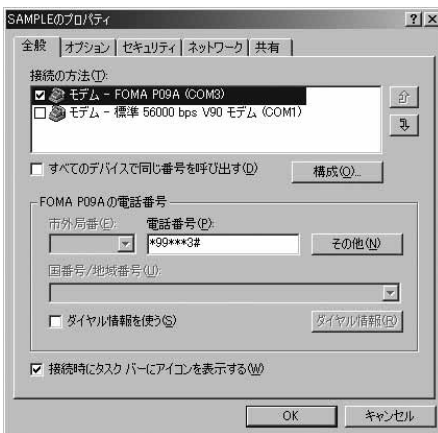 SAMPLEのプロパティ
全般 オプション セキュリティ ネットワーク 共有
接続の方法(T):
モデム - FOMA P09A (COM3)
モデム - 標準 56000 bps V90 モデム (COM1)
すべてのデバイスで同じ番号を呼び出す(D) 構成(O)...
FOMA P09Aの電話番号
市外局番(E): 電話番号(P):
*99***3# その他(N)
国番号/地域番号(U):
ダイヤル情報を使う(S) ダイヤル情報(R)
接続時にタスク バーにアイコンを表示する(W)
OK キャンセル